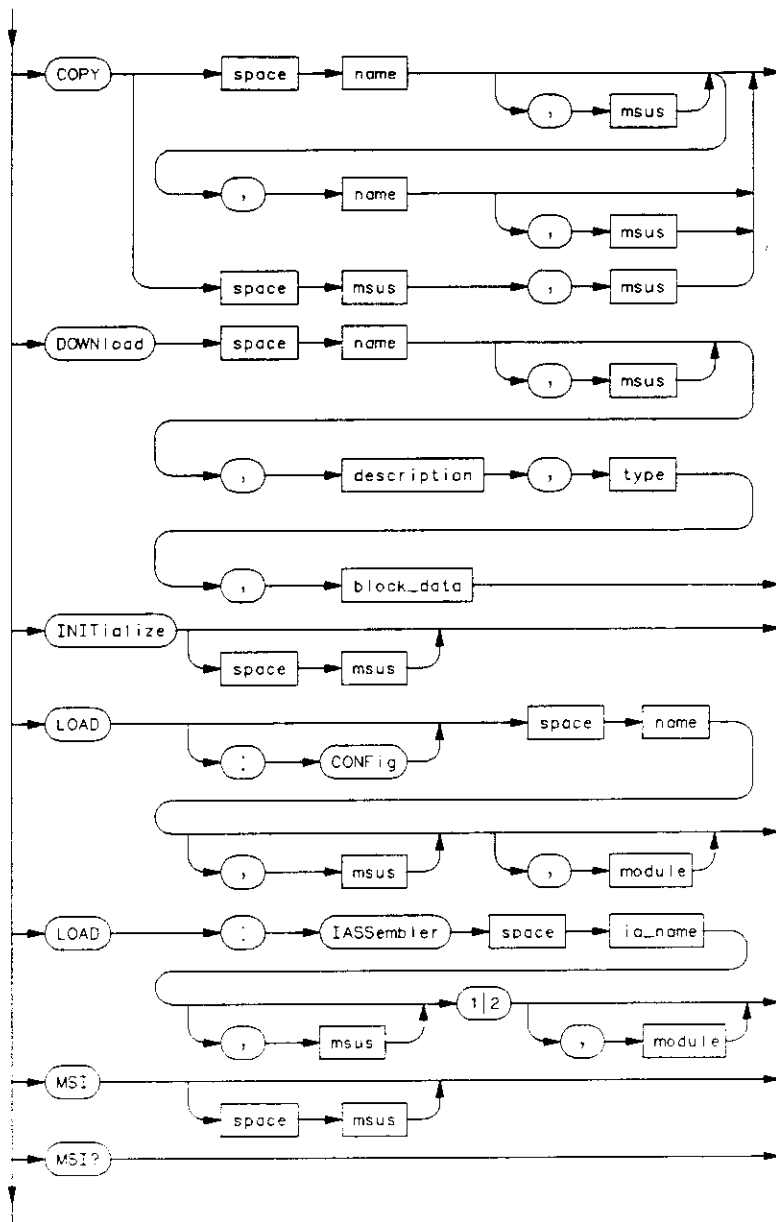 COPY space name
, msus
, name
, msus
space msus , msus
DOWNload space name
, msus
, description , type
, block_data
INITialize
space msus
LOAD space name
: CONFig
, msus , module
LOAD : IASSembler space ia_name
1|2
, msus , module
MSI
space msus
MSI?